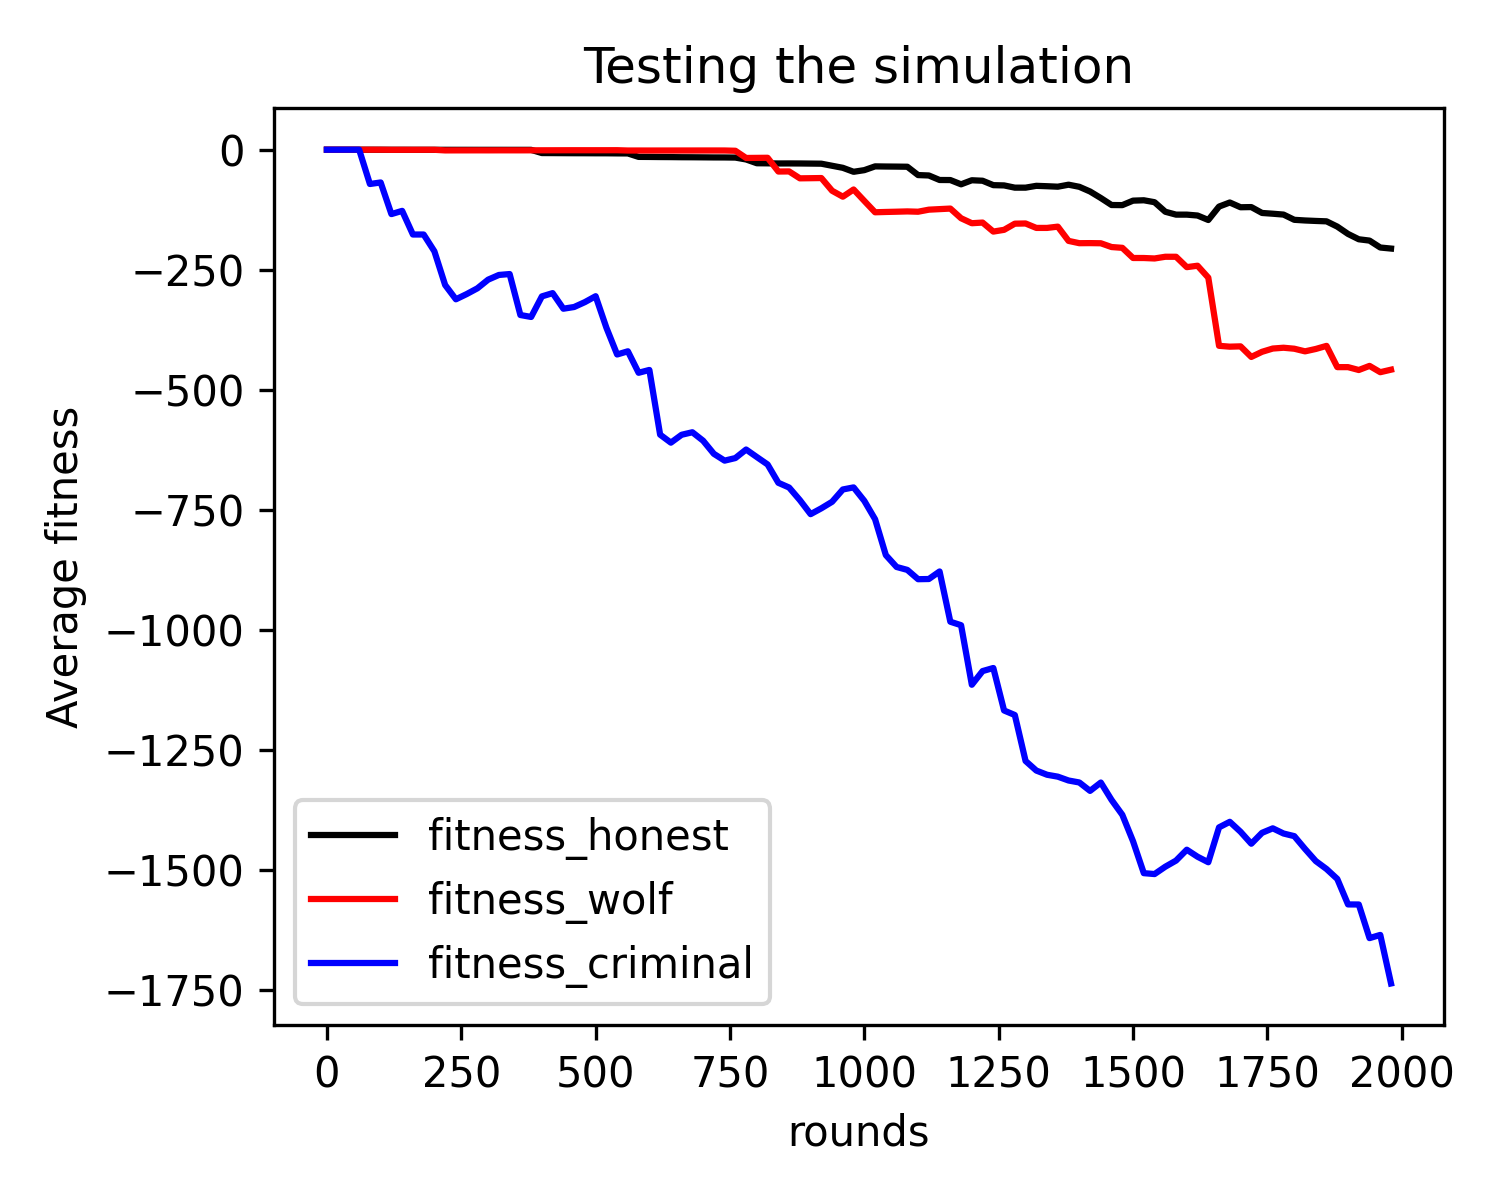 Testing the simulation
Average fitness
0
−250
−500
−750
−1000
−1250
−1500
−1750
fitness_honest
fitness_wolf
fitness_criminal
0 250 500 750 1000 1250 1500 1750 2000
rounds